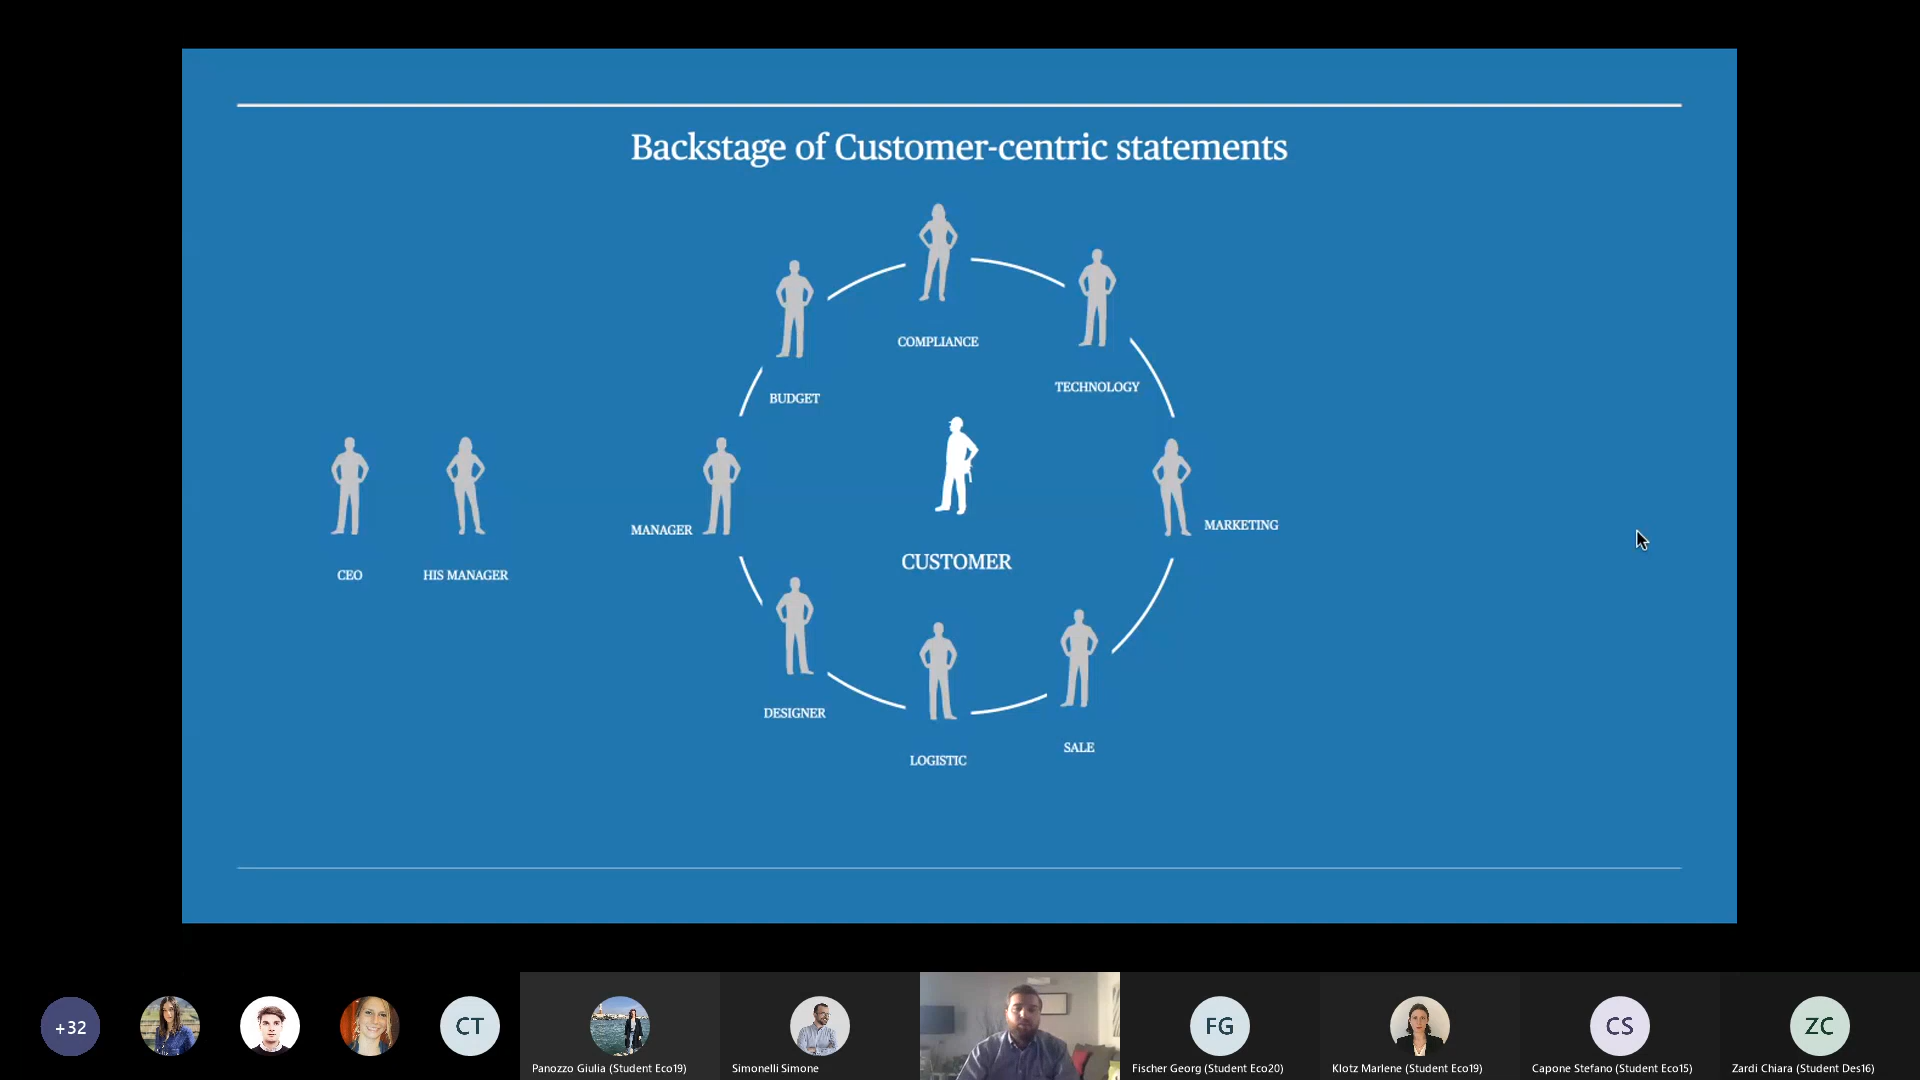 Backstage of Customer-centric statements
COMPLIANCE
TECHNOLOGY
BUDGET
MANAGER
MARKETING
CUSTOMER
CEO
HIS MANAGER
DESIGNER
SALE
LOGISTIC
+32
CT
FG
CS
ZC
Panozzo Giulia (Student Eco19)
Simonelli Simone
Fischer Georg (Student Eco20)
Klotz Marlene (Student Eco19)
Capone Stefano (Student Eco15)
Zardi Chiara (Student Des16)